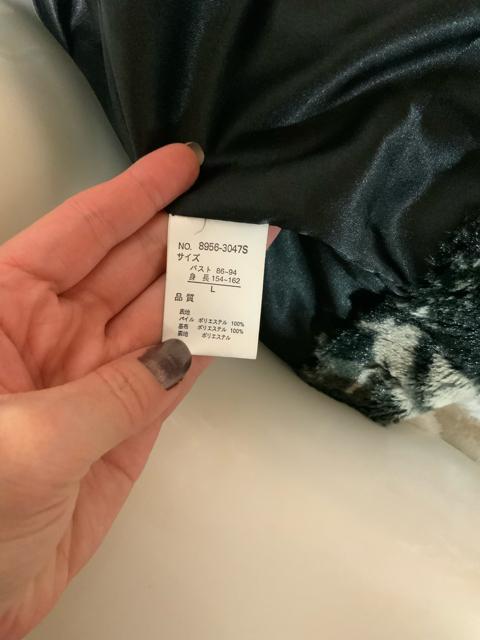 NO. 8956-3047S
サイズ
バスト 86~94
身長 154~162
L
品質
表地
パイル ポリエステル 100%
基布 ポリエステル 100%
裏地 ポリエステル